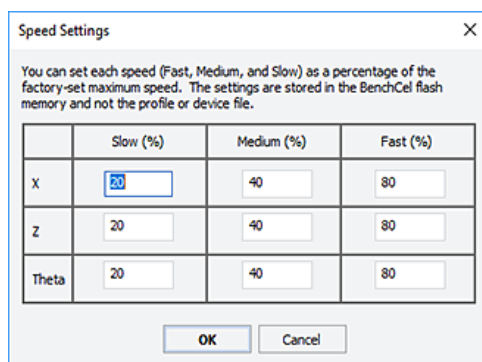 Speed Settings
You can set each speed (Fast, Medium, and Slow) as a percentage of the
factory-set maximum speed. The settings are stored in the BenchCel flash
memory and not the profile or device file.
Slow (%) Medium (%) Fast (%)
X 20 40 80
Z 20 40 80
Theta 20 40 80
OK Cancel